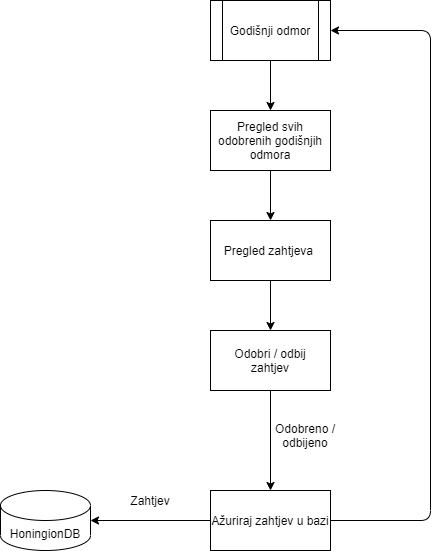 Godišnji odmor
Pregled svih
odobrenih godišnjih
odmora
Pregled zahtjeva
Odobri / odbij
zahtjev
Odobreno /
odbijeno
Zahtjev
HoningionDB
Ažuriraj zahtjev u bazi